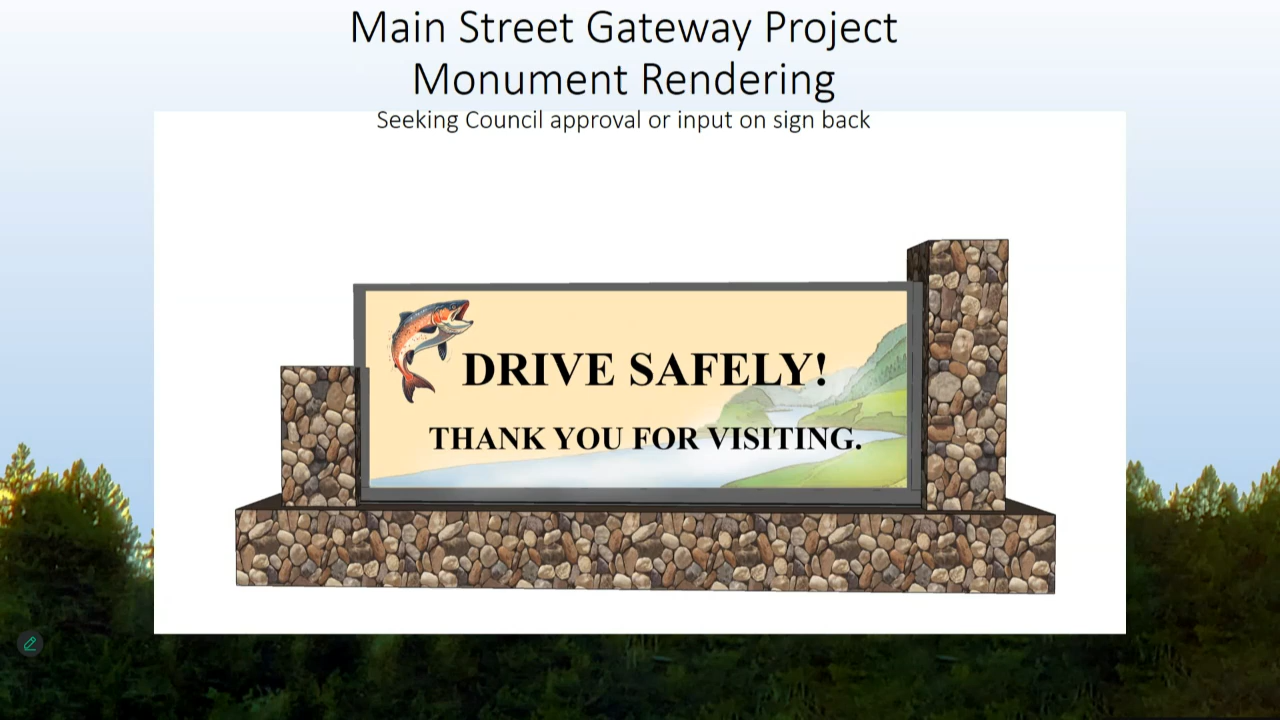 Main Street Gateway Project
Monument Rendering
Seeking Council approval or input on sign back
DRIVE SAFELY!
THANK YOU FOR VISITING.